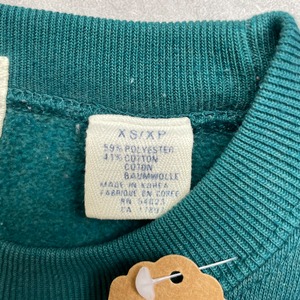 XS/XP
59% POLYESTER
41% COTTON
COTON
BAUMWOLLE
MADE IN KOREA
FABRIQUE EN COREE
RN 54023
CA